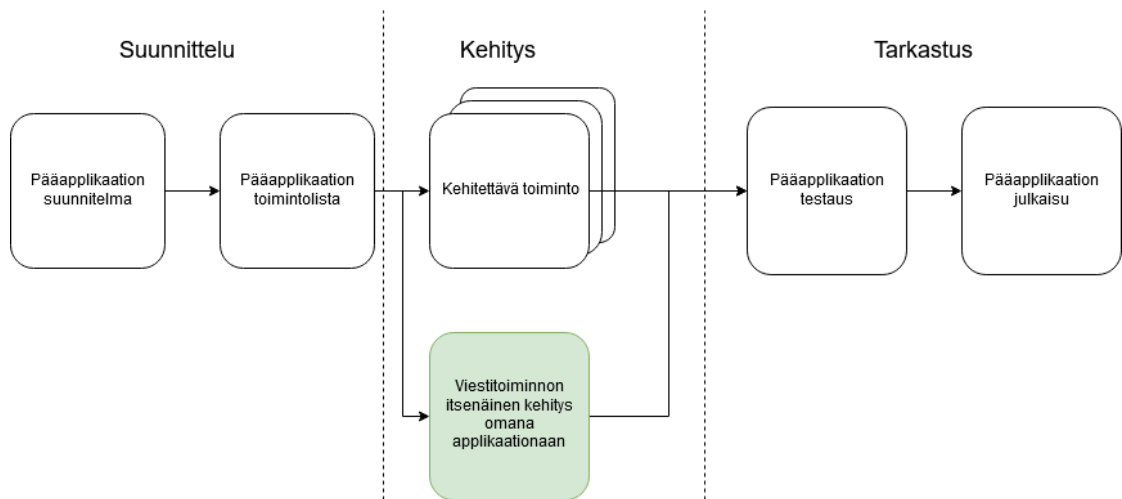 Suunnittelu
Kehitys
Tarkastus
Pääapplikaation
suunnitelma
Pääapplikaation
toimintolista
Kehitettävä toiminto
Pääapplikaation
testaus
Pääapplikaation
julkaisu
Viestitoiminnon
itsenäinen kehitys
omana
applikaationaan